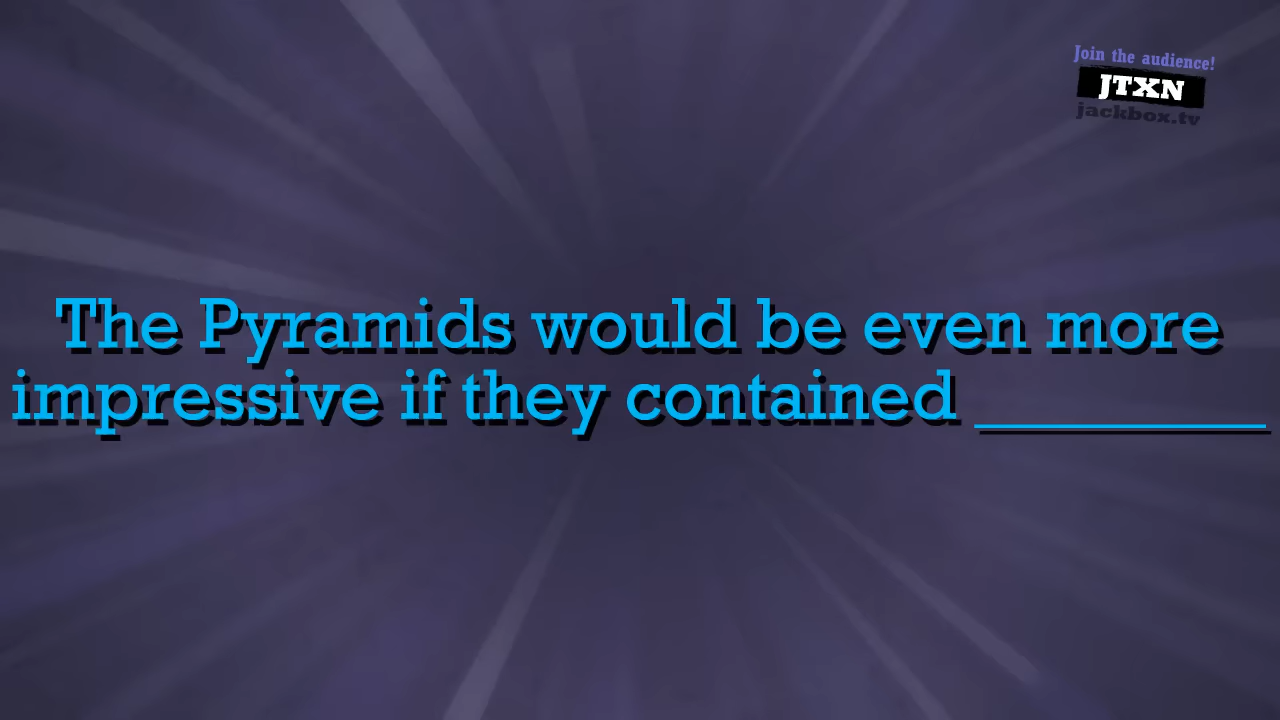 Join the audience!
JTXN
jackbox.tv
The Pyramids would be even more
impressive if they contained ________